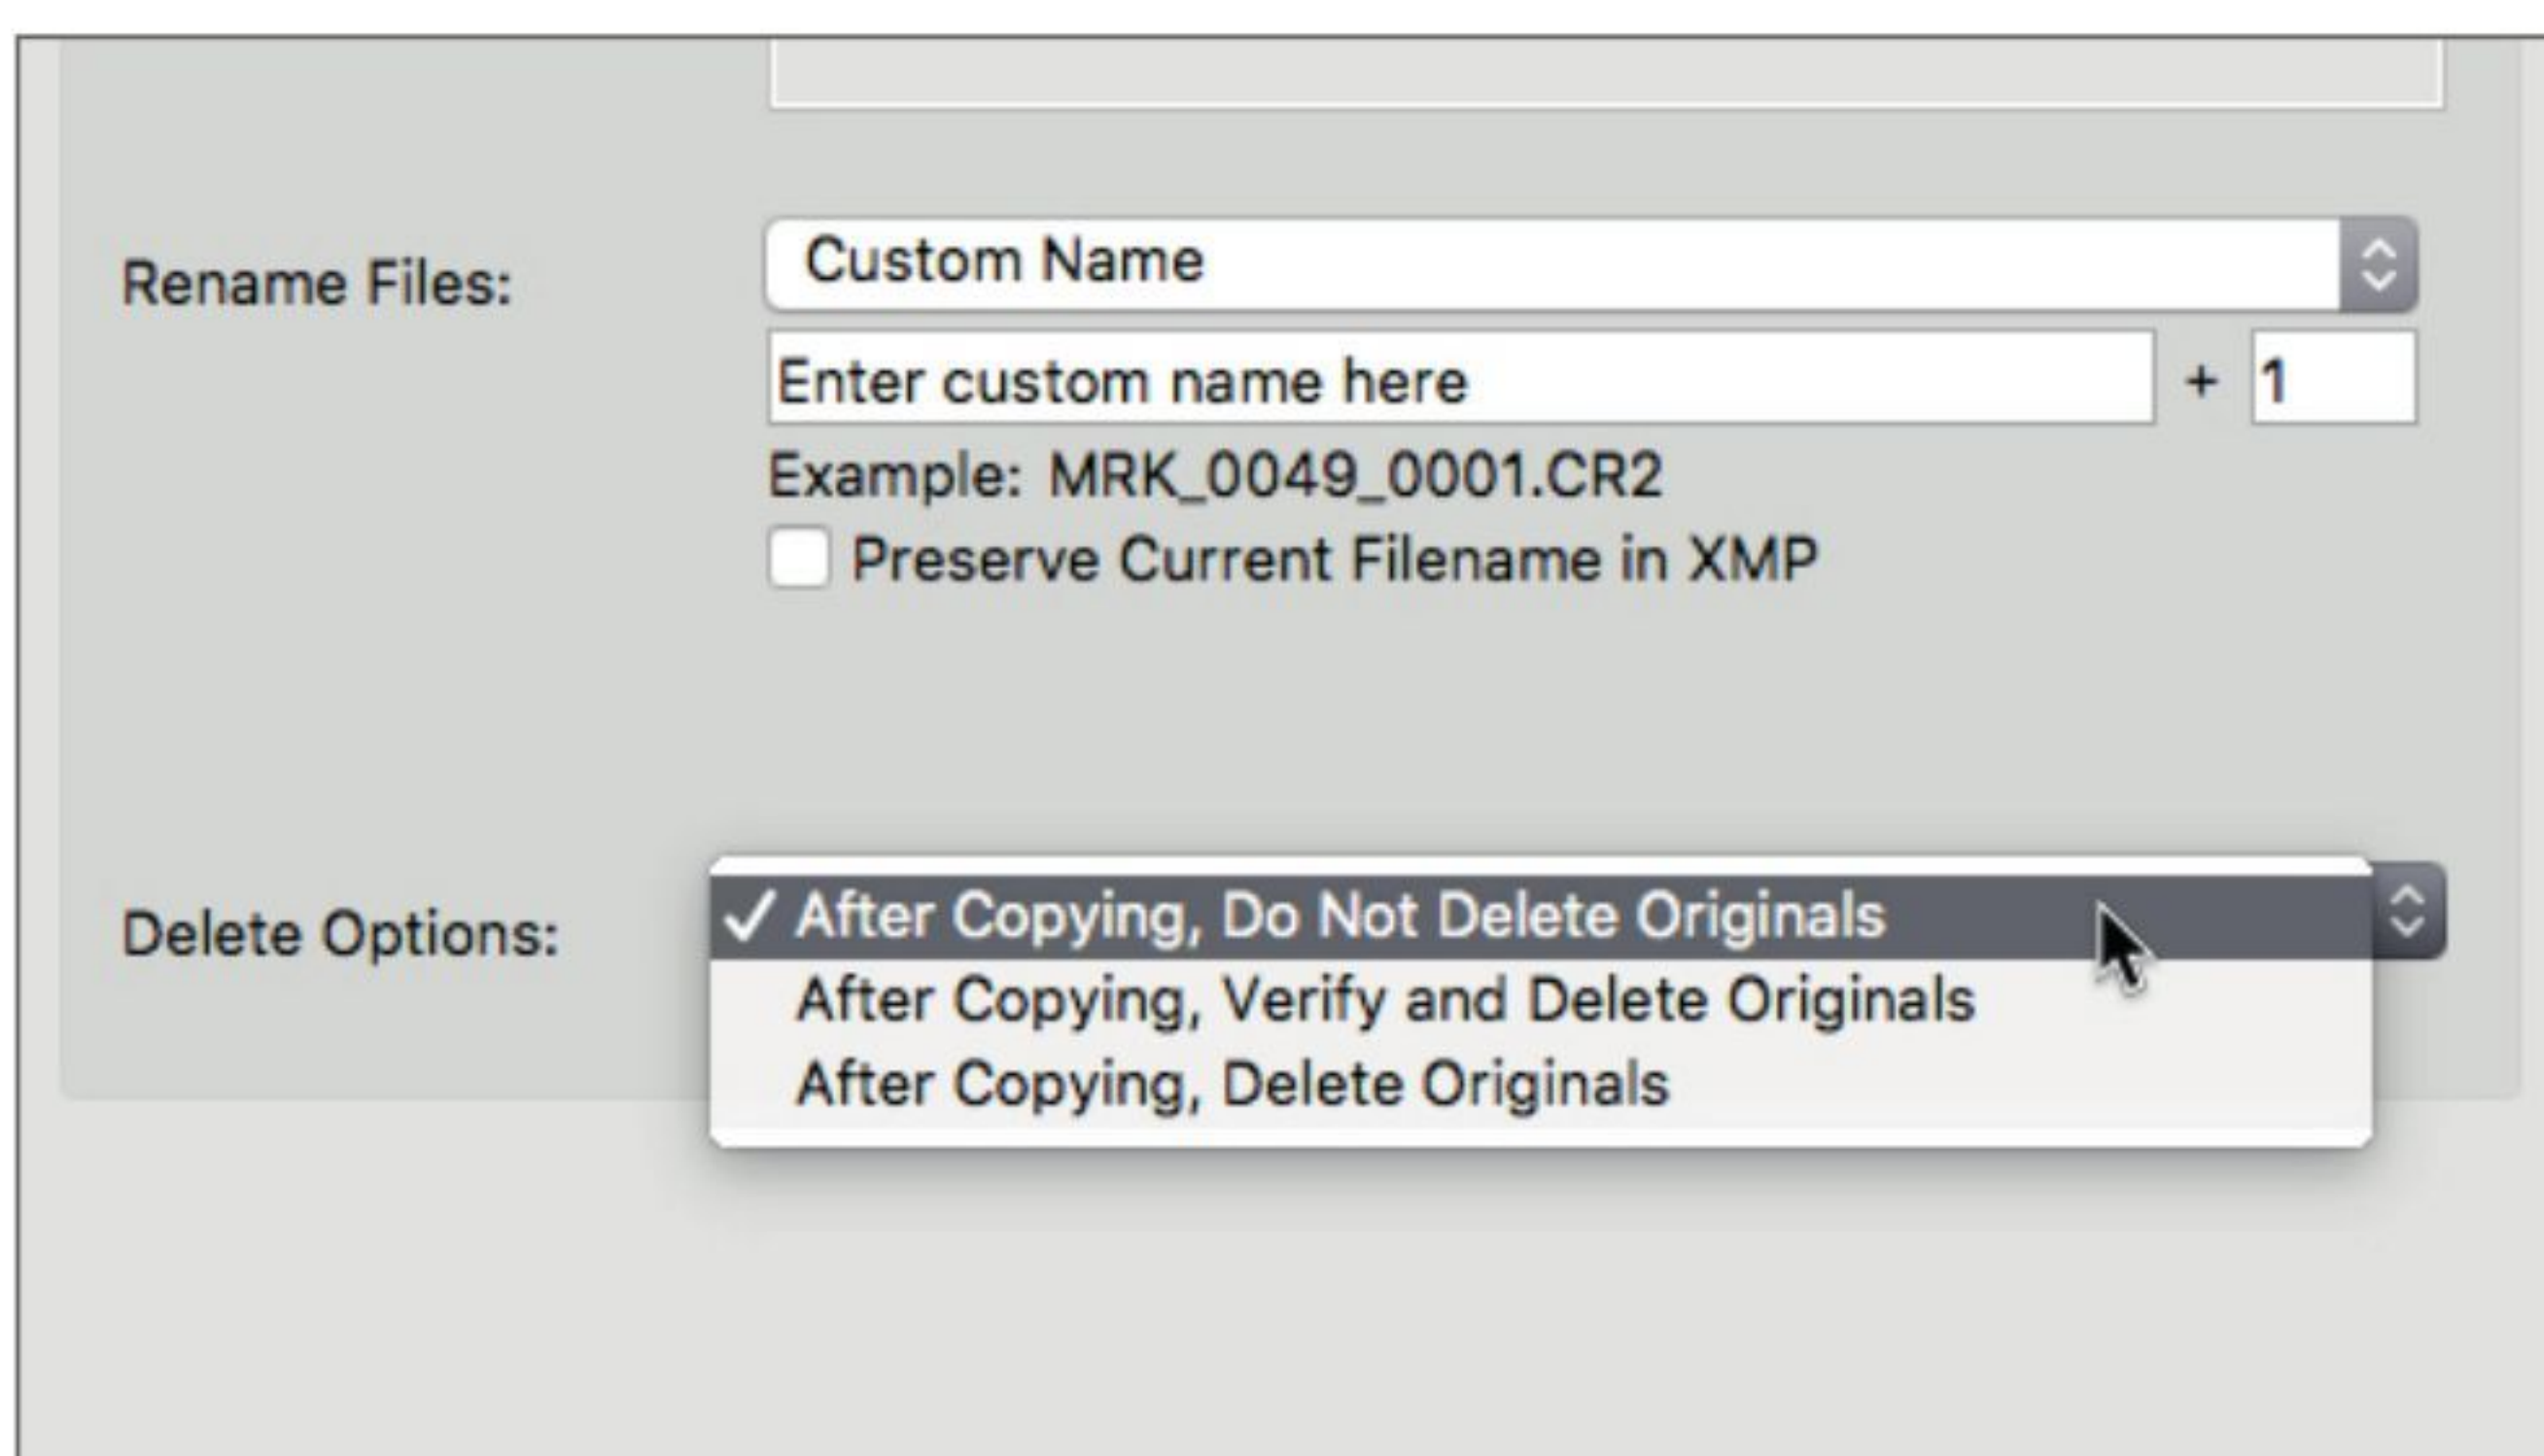 Rename Files: Custom Name
Enter custom name here + 1
Example: MRK_0049_0001.CR2
Preserve Current Filename in XMP
Delete Options: ✓ After Copying, Do Not Delete Originals
After Copying, Verify and Delete Originals
After Copying, Delete Originals